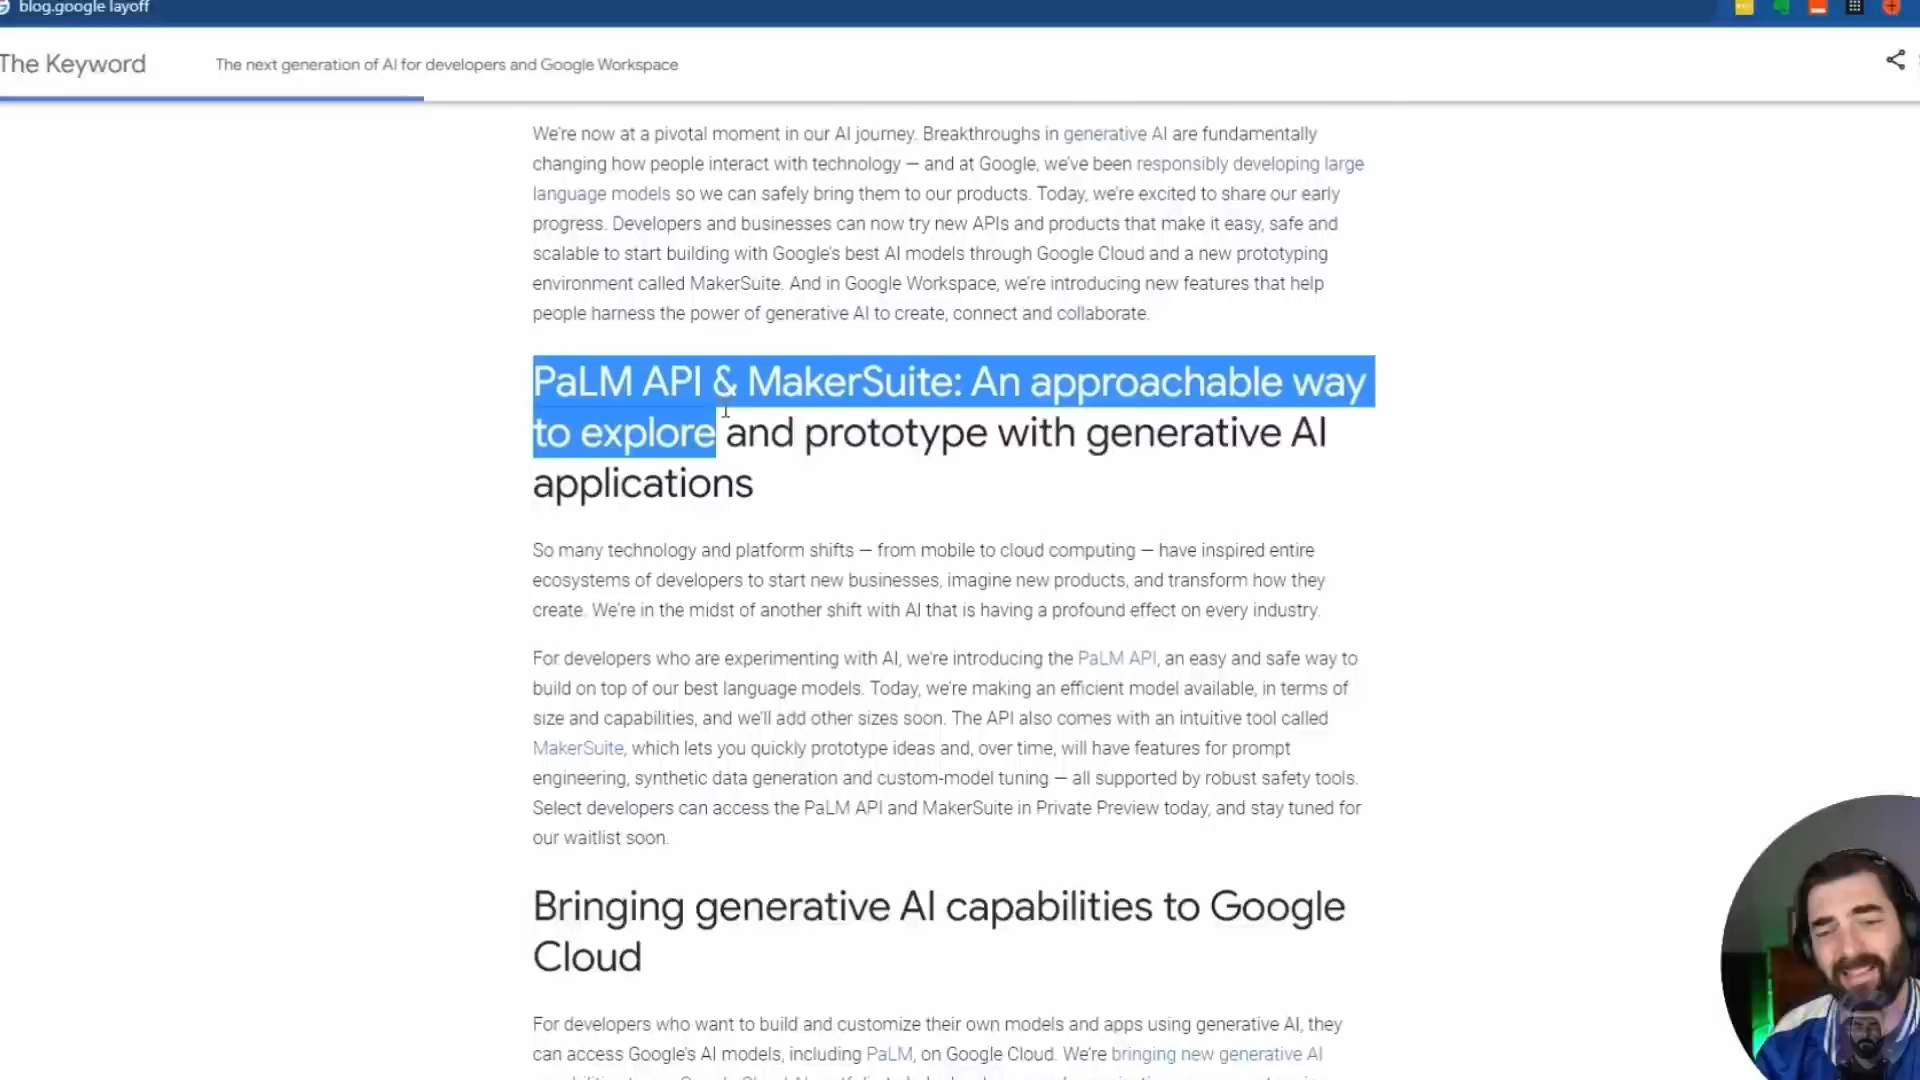 blog.google layoff
The Keyword
The next generation of AI for developers and Google Workspace
We're now at a pivotal moment in our AI journey. Breakthroughs in generative AI are fundamentally
changing how people interact with technology — and at Google, we've been responsibly developing large
language models so we can safely bring them to our products. Today, we're excited to share our early
progress. Developers and businesses can now try new APIs and products that make it easy, safe and
scalable to start building with Google's best AI models through Google Cloud and a new prototyping
environment called MakerSuite. And in Google Workspace, we're introducing new features that help
people harness the power of generative AI to create, connect and collaborate.
PaLM API & MakerSuite: An approachable way
to explore and prototype with generative AI
applications
So many technology and platform shifts — from mobile to cloud computing — have inspired entire
ecosystems of developers to start new businesses, imagine new products, and transform how they
create. We're in the midst of another shift with AI that is having a profound effect on every industry.
For developers who are experimenting with AI, we're introducing the PaLM API, an easy and safe way to
build on top of our best language models. Today, we're making an efficient model available, in terms of
size and capabilities, and we'll add other sizes soon. The API also comes with an intuitive tool called
MakerSuite, which lets you quickly prototype ideas and, over time, will have features for prompt
engineering, synthetic data generation and custom-model tuning — all supported by robust safety tools.
Select developers can access the PaLM API and MakerSuite in Private Preview today, and stay tuned for
our waitlist soon.
Bringing generative AI capabilities to Google
Cloud
For developers who want to build and customize their own models and apps using generative AI, they
can access Google's AI models, including PaLM, on Google Cloud. We're bringing new generative AI